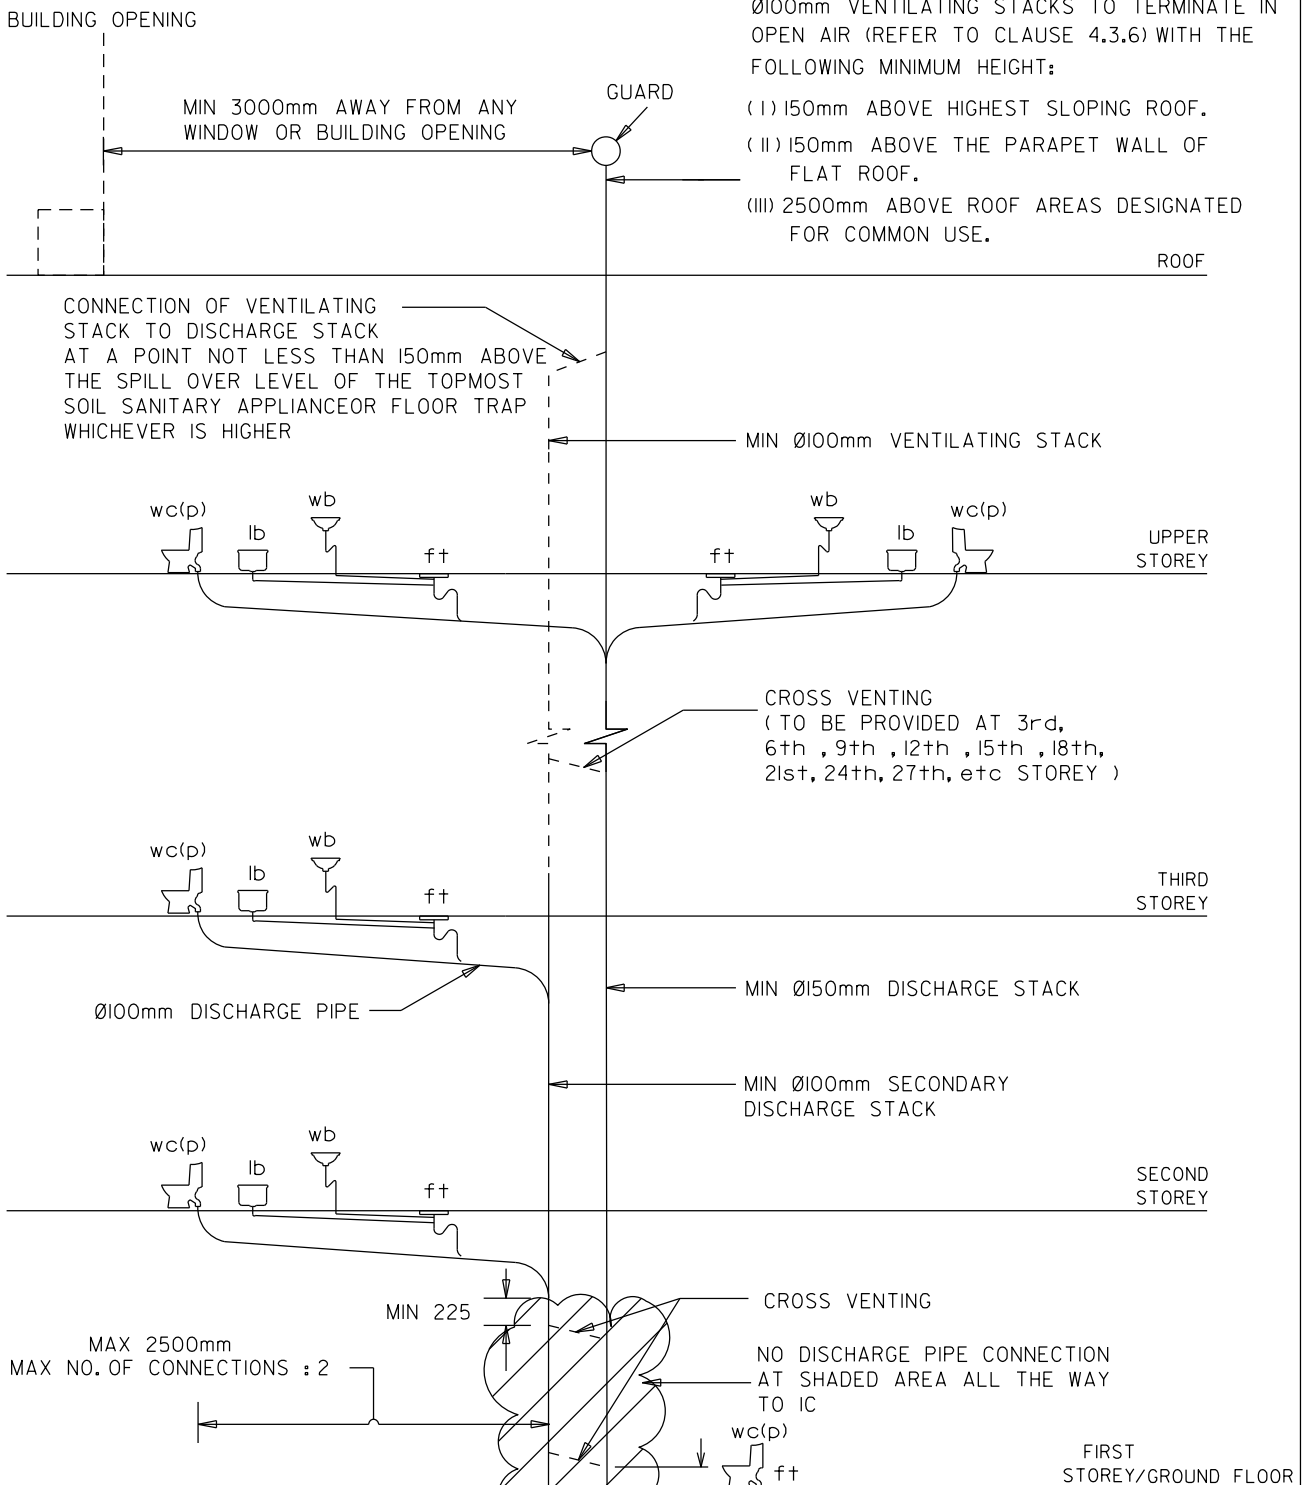 BUILDING OPENING
Ø100mm VENTILATING STACKS TO TERMINATE IN
OPEN AIR (REFER TO CLAUSE 4.3.6) WITH THE
FOLLOWING MINIMUM HEIGHT:
(I) 150mm ABOVE HIGHEST SLOPING ROOF.
(II) 150mm ABOVE THE PARAPET WALL OF
FLAT ROOF.
(III) 2500mm ABOVE ROOF AREAS DESIGNATED
FOR COMMON USE.
MIN 3000mm AWAY FROM ANY
WINDOW OR BUILDING OPENING
GUARD
ROOF
CONNECTION OF VENTILATING
STACK TO DISCHARGE STACK
AT A POINT NOT LESS THAN 150mm ABOVE
THE SPILL OVER LEVEL OF THE TOPMOST
SOIL SANITARY APPLIANCEOR FLOOR TRAP
WHICHEVER IS HIGHER
MIN Ø100mm VENTILATING STACK
wc(p)
lb
wb
ft
ft
wb
lb
wc(p)
UPPER
STOREY
CROSS VENTING
( TO BE PROVIDED AT 3rd,
6th , 9th , 12th , 15th , 18th,
21st, 24th, 27th, etc STOREY )
wc(p)
lb
wb
ft
THIRD
STOREY
Ø100mm DISCHARGE PIPE
MIN Ø150mm DISCHARGE STACK
MIN Ø100mm SECONDARY
DISCHARGE STACK
wc(p)
lb
wb
ft
SECOND
STOREY
MIN 225
CROSS VENTING
MAX 2500mm
MAX NO. OF CONNECTIONS : 2
NO DISCHARGE PIPE CONNECTION
AT SHADED AREA ALL THE WAY
TO IC
wc(p)
ft
FIRST
STOREY/GROUND FLOOR